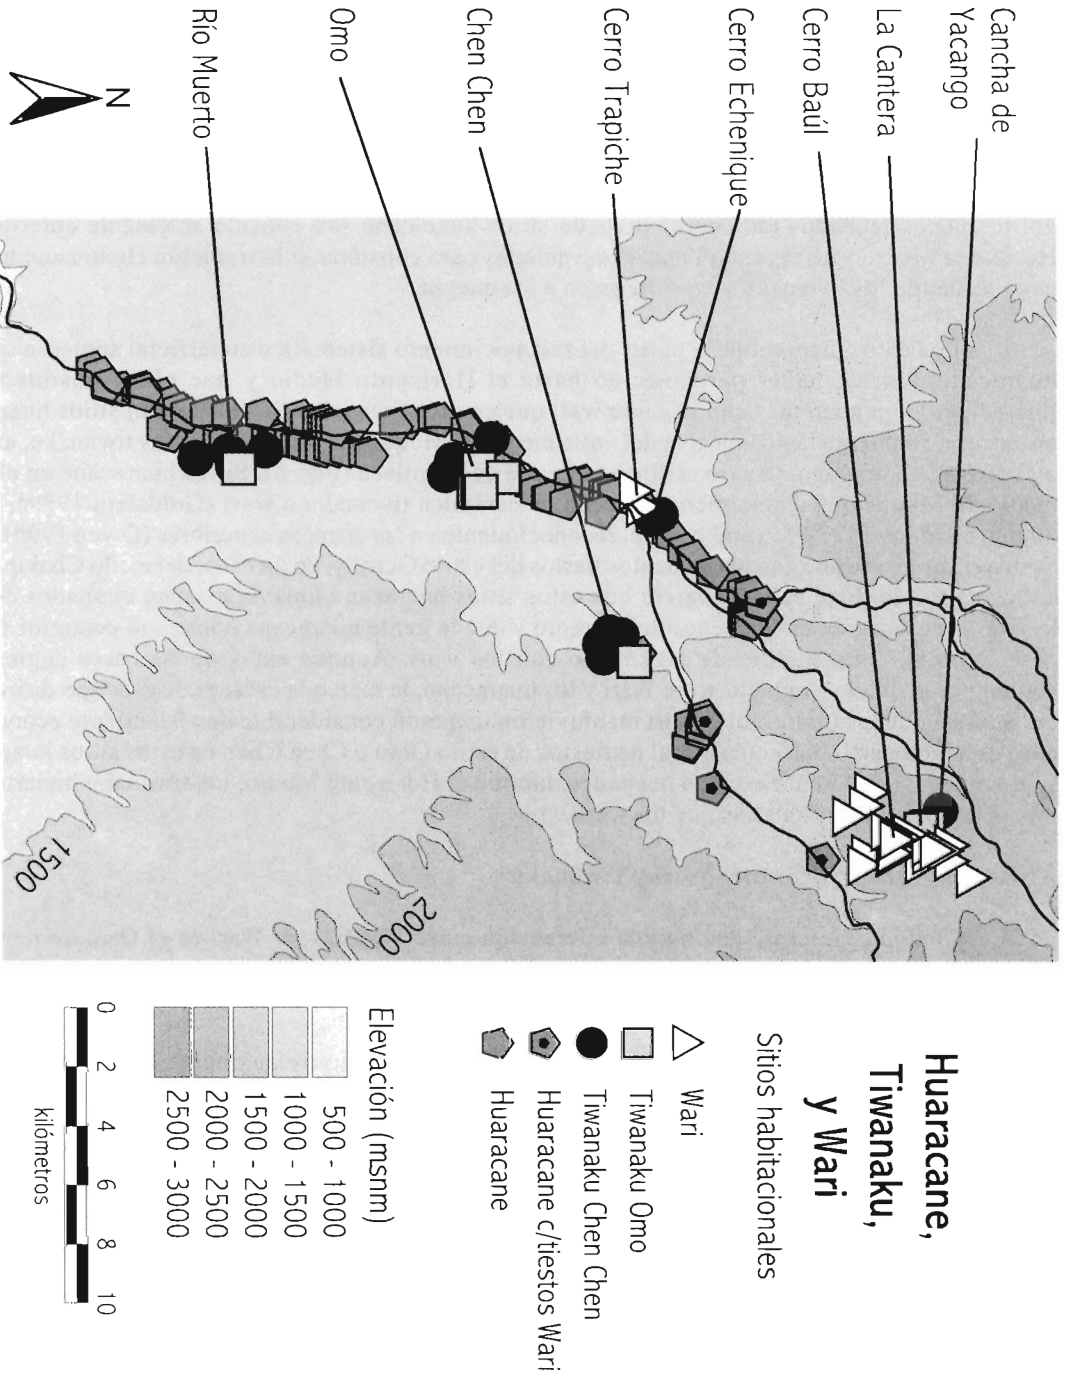 Huaracane,
Tiwanaku,
y Wari
Sitios habitacionales
Wari
Tiwanaku Omo
Tiwanaku Chen Chen
Huaracane c/tiestos Wari
Huaracane
Elevación (msnm)
500 - 1000
1000 - 1500
1500 - 2000
2000 - 2500
2500 - 3000
0 2 4 6 8 10
kilómetros
Cancha de
Yacango
La Cantera
Cerro Baúl
Cerro Echenique
Cerro Trapiche
Chen Chen
Omo
Río Muerto
N
2000
1500